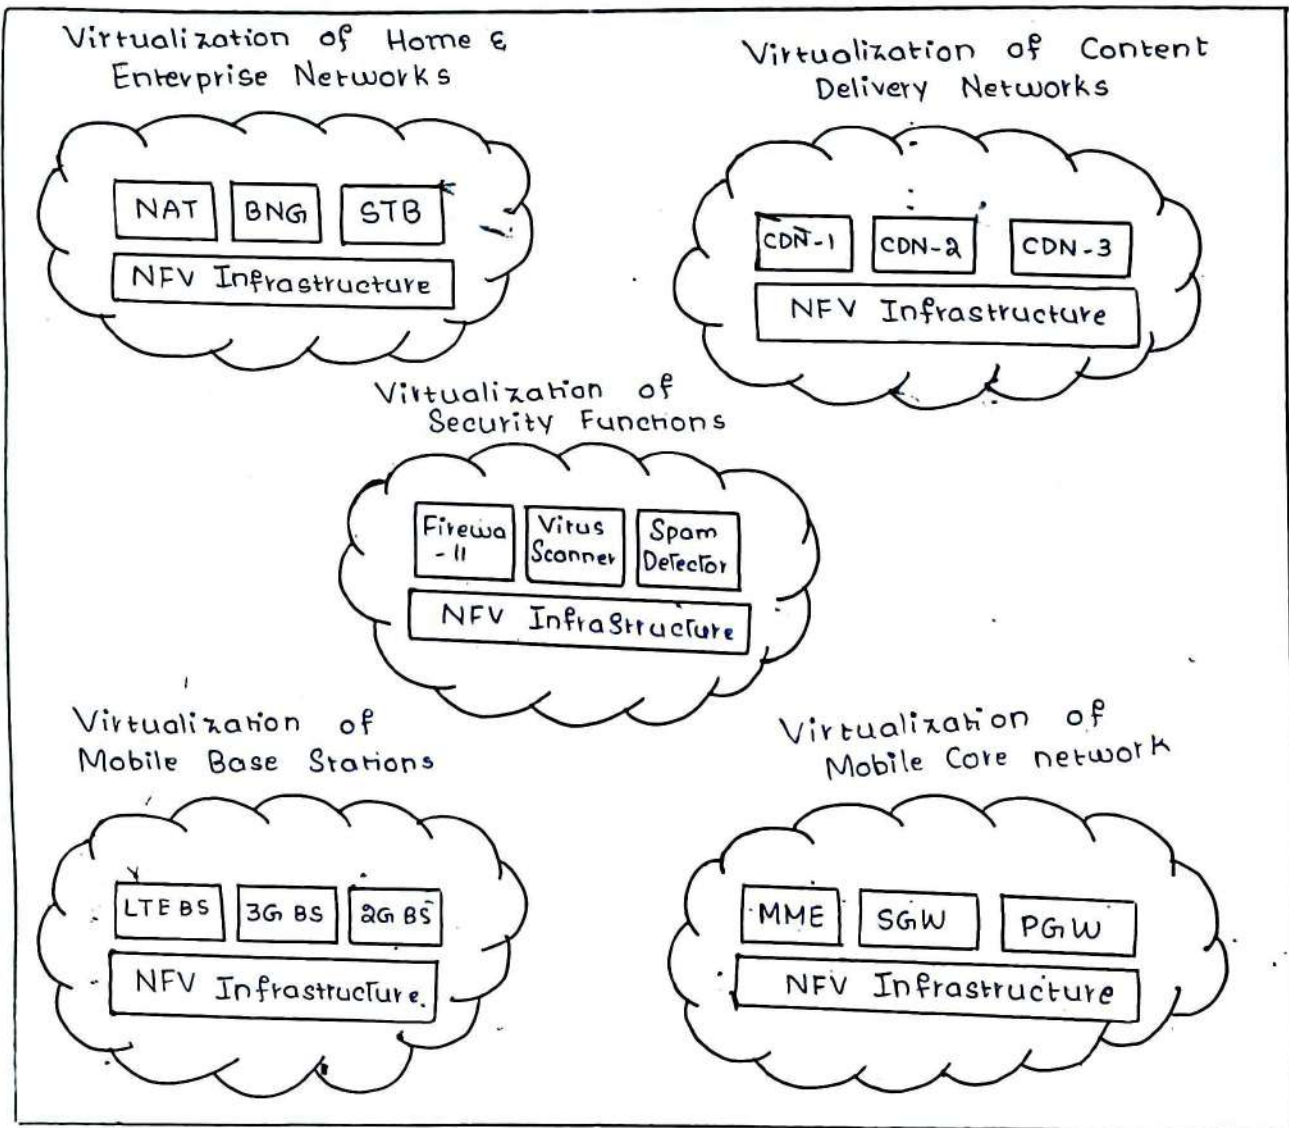 Virtualization of Home &
Enterprise Networks
NAT BNG STB
NFV Infrastructure
Virtualization of Content
Delivery Networks
CDN-1 CDN-2 CDN-3
NFV Infrastructure
Virtualization of
Security Functions
Firewa
-ll
Virus
Scanner
Spam
Detector
NFV Infrastructure
Virtualization of
Mobile Base Stations
LTE BS 3G BS 2G BS
NFV Infrastructure.
Virtualization of
Mobile Core network
MME SGW PGW
NFV Infrastructure